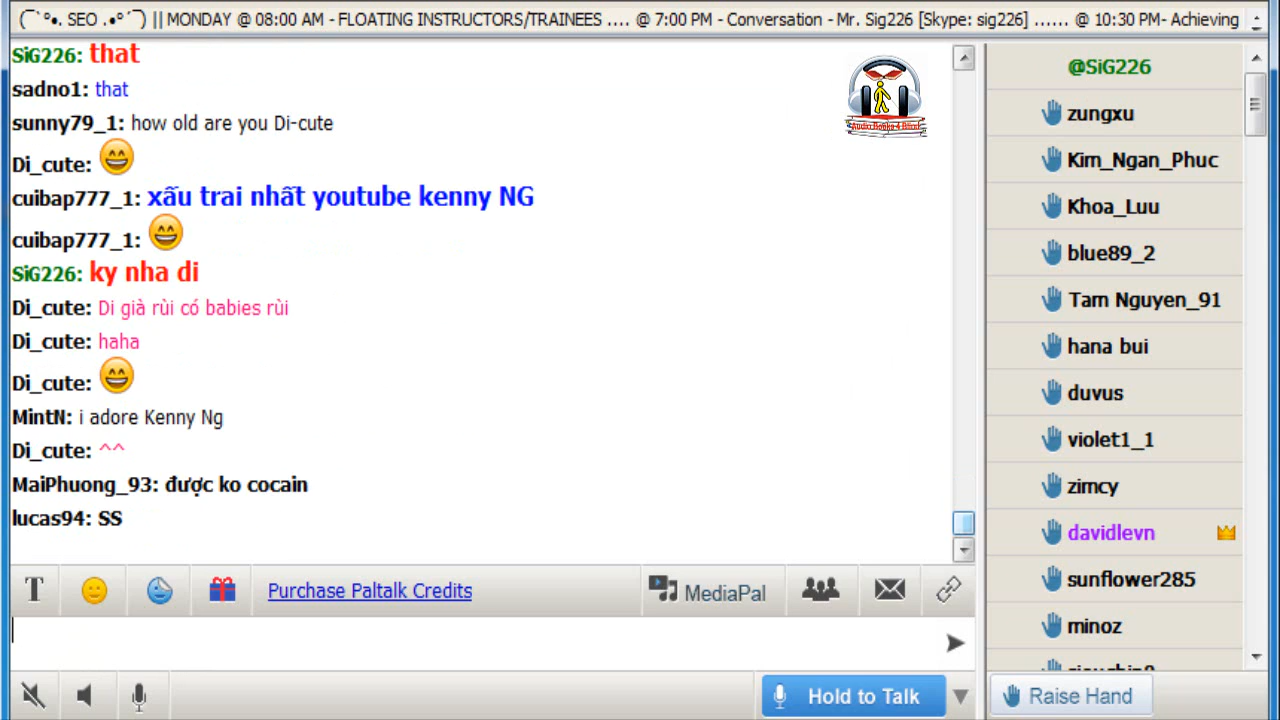 (¯`º•. SEO .•º´¯) || MONDAY @ 08:00 AM - FLOATING INSTRUCTORS/TRAINEES .... @ 7:00 PM - Conversation - Mr. Sig226 [Skype: sig226] ...... @ 10:30 PM- Achieving
SiG226: that
sadno1: that
sunny79_1: how old are you Di-cute
Di_cute:
cuibap777_1: xấu trai nhất youtube kenny NG
cuibap777_1:
SiG226: ky nha di
Di_cute: Di già rùi có babies rùi
Di_cute: haha
Di_cute:
MintN: i adore Kenny Ng
Di_cute: ^^
MaiPhuong_93: được ko cocain
lucas94: SS
Audio Books 4 Blind
T
Purchase Paltalk Credits
MediaPal
Hold to Talk
@SiG226
zungxu
Kim_Ngan_Phuc
Khoa_Luu
blue89_2
Tam Nguyen_91
hana bui
duvus
violet1_1
zimcy
davidlevn
sunflower285
minoz
Raise Hand